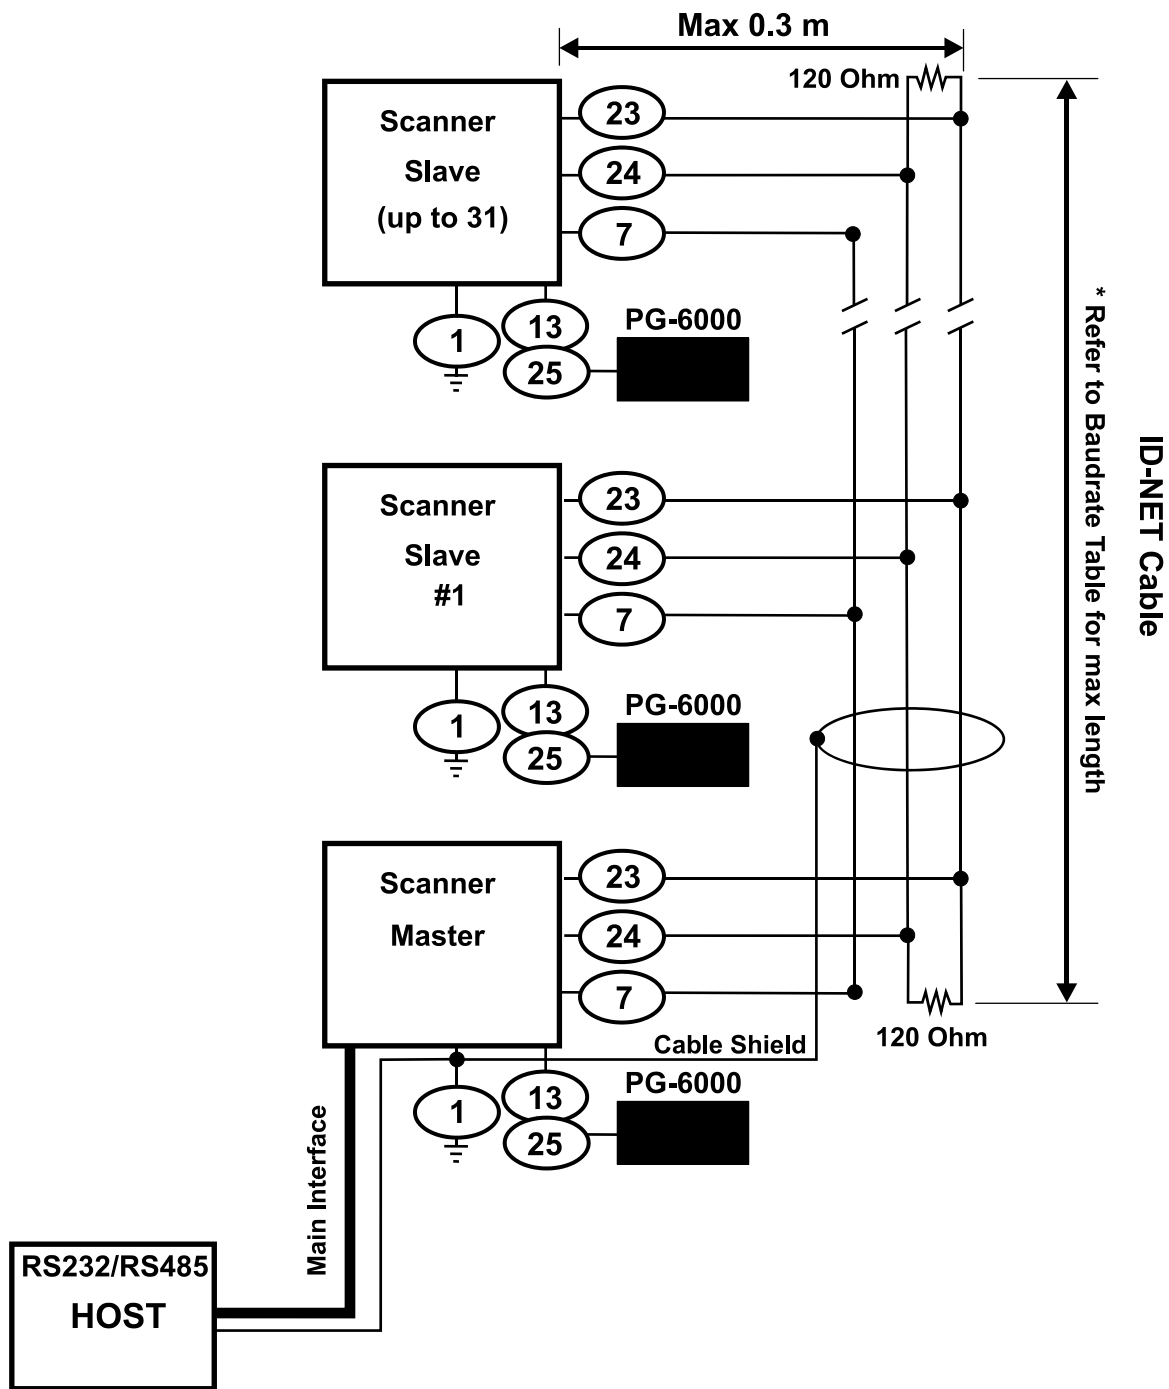 Max 0.3 m
120 Ohm
Scanner
Slave
(up to 31)
23
24
7
1
13
25
PG-6000
Scanner
Slave
#1
23
24
7
1
13
25
PG-6000
Scanner
Master
23
24
7
120 Ohm
Cable Shield
1
13
25
PG-6000
Main Interface
RS232/RS485
HOST
ID-NET Cable
* Refer to Baudrate Table for max length